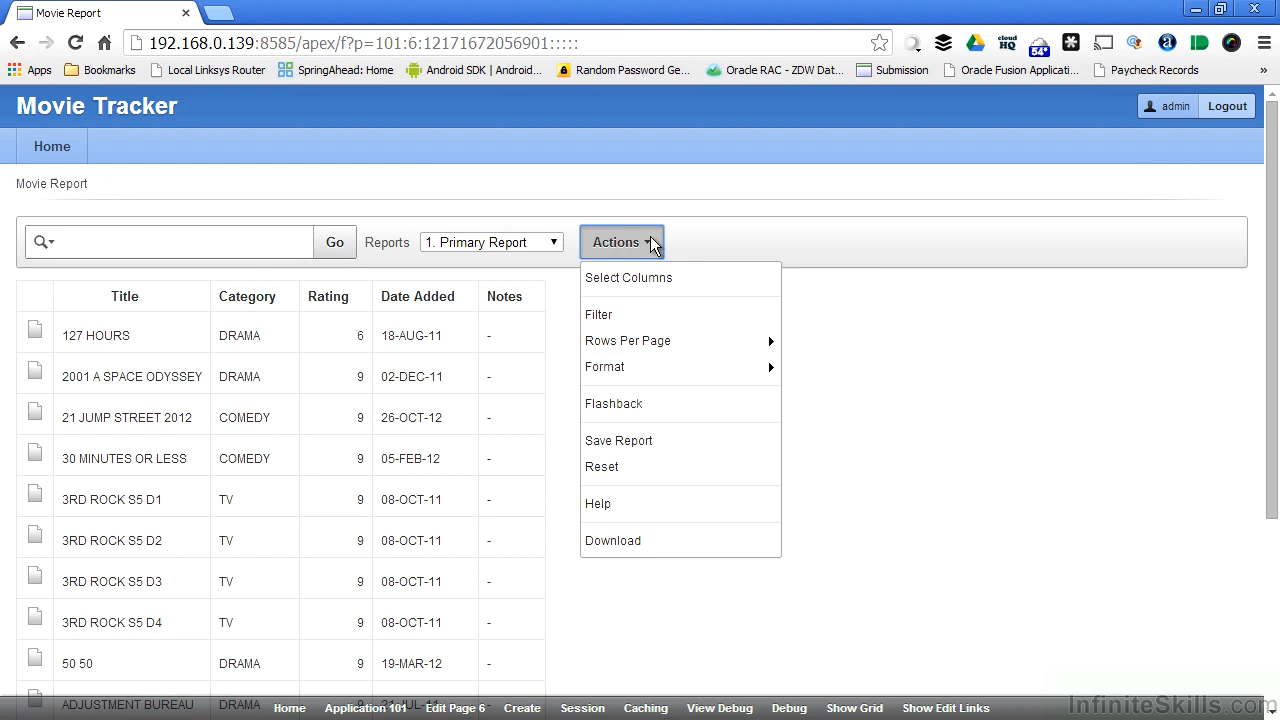 Movie Report
192.168.0.139:8585/apex/f?p=101:6:12171672056901:::::
54*
Apps Bookmarks Local Linksys Router SpringAhead: Home Android SDK | Android... Random Password Ge... Oracle RAC - ZDW Dat... Submission Oracle Fusion Applicati... Paycheck Records »
Movie Tracker
admin Logout
Home
Movie Report
Go Reports 1. Primary Report Actions
Select Columns
Filter
Rows Per Page
Format
Flashback
Save Report
Reset
Help
Download
Title Category Rating Date Added Notes
127 HOURS DRAMA 6 18-AUG-11 -
2001 A SPACE ODYSSEY DRAMA 9 02-DEC-11 -
21 JUMP STREET 2012 COMEDY 9 26-OCT-12 -
30 MINUTES OR LESS COMEDY 9 05-FEB-12 -
3RD ROCK S5 D1 TV 9 08-OCT-11 -
3RD ROCK S5 D2 TV 9 08-OCT-11 -
3RD ROCK S5 D3 TV 9 08-OCT-11 -
3RD ROCK S5 D4 TV 9 08-OCT-11 -
50 50 DRAMA 9 19-MAR-12 -
ADJUSTMENT BUREAU DRAMA 9
Home Application 101 Edit Page 6 Create Session Caching View Debug Debug Show Grid Show Edit Links
InfiniteSkills.com